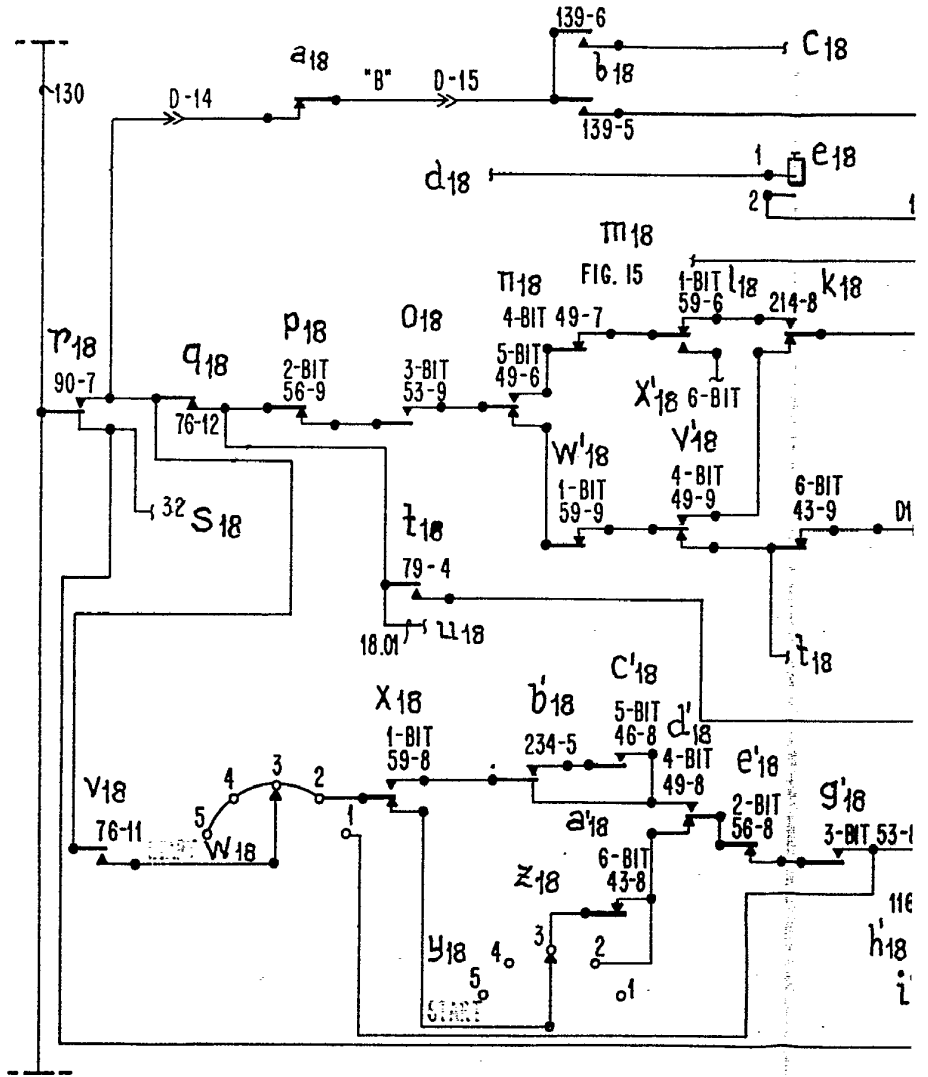 139-6
C18
a18
b18
130
"B"
D-15
D-14
139-5
1
e18
d18
2
m18
n18
FIG. 15
1-BIT
59-6
l18
k18
4-BIT 49-7
214-8
r18
p18
o18
q18
2-BIT
56-9
3-BIT
53-9
5-BIT
49-6
90-7
76-12
X'18 6-BIT
W'18
V'18
4-BIT
49-9
1-BIT
59-9
6-BIT
43-9
D1
32 S18
t18
79-4
18.01
u18
t18
X18
b'18
C'18
5-BIT
46-8
d'18
1-BIT
59-8
234-5
4-BIT
49-8
e'18
v18
4
3
2
2-BIT
56-8
g'18
76-11
5
W18
1
a'18
3-BIT 53-8
z18
6-BIT
43-8
116
y18
4
3
2
h'18
5
1
i'
START